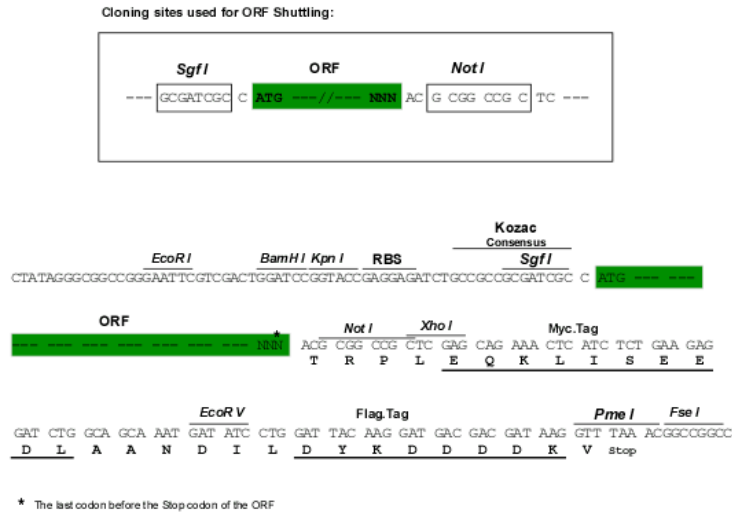 Cloning sites used for ORF Shuttling:
Sgf I ORF Not I
--- GCGATCGC C ATG ---//--- NNN AC G CGG CCG C TC ---
Kozac
Consensus
EcoR I BamH I Kpn I RBS Sgf I
CTATAGGGCGGCCGGGAATTCGTCGACTGGATCCGGTACCGAGGAGATCTGCCGCCGCGATCGC C ATG --- ---
ORF
Not I Xho I Myc.Tag
--- --- --- --- --- --- --- --- NNN* ACG CGG CCG CTC GAG CAG AAA CTC ATC TCT GAA GAG
T R P L E Q K L I S E E
EcoR V Flag.Tag Pme I Fse I
GAT CTG GCA GCA AAT GAT ATC CTG GAT TAC AAG GAT GAC GAC GAT AAG GTT TAA ACGGCCGGCC
D L A A N D I L D Y K D D D D K V Stop
* The last codon before the Stop codon of the ORF